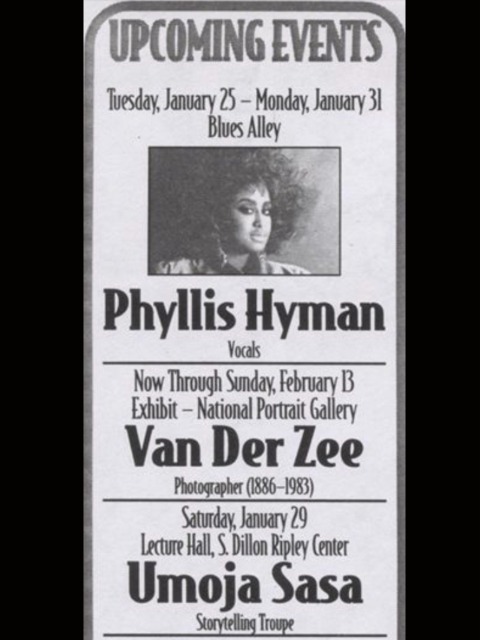 UPCOMING EVENTS
Tuesday, January 25 – Monday, January 31
Blues Alley
Phyllis Hyman
Vocals
Now Through Sunday, February 13
Exhibit – National Portrait Gallery
Van Der Zee
Photographer (1886–1983)
Saturday, January 29
Lecture Hall, S. Dillon Ripley Center
Umoja Sasa
Storytelling Troupe